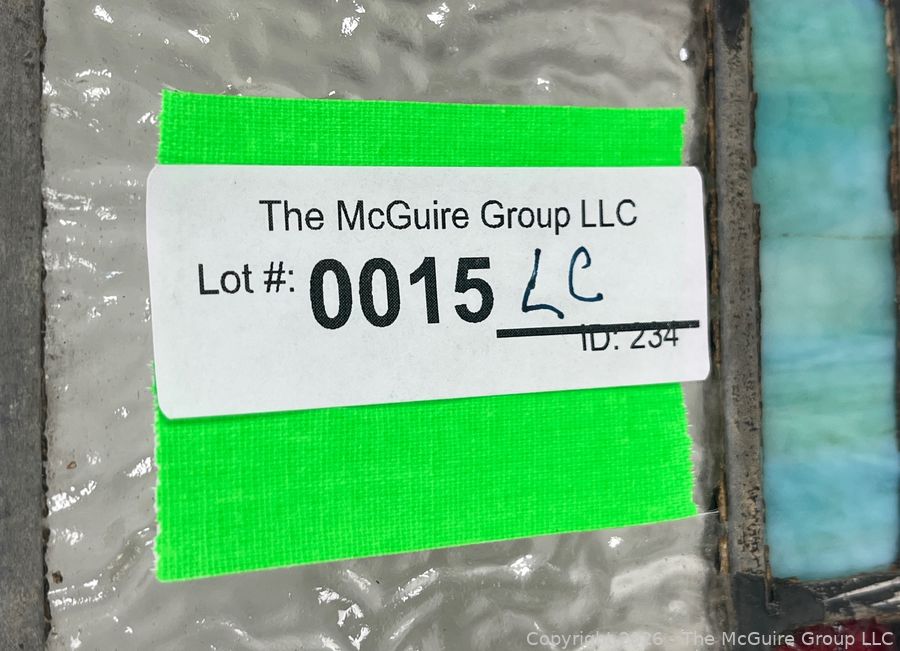 The McGuire Group LLC
Lot #: 0015 LC
ID: 234
Copyright 2026 - The McGuire Group LLC